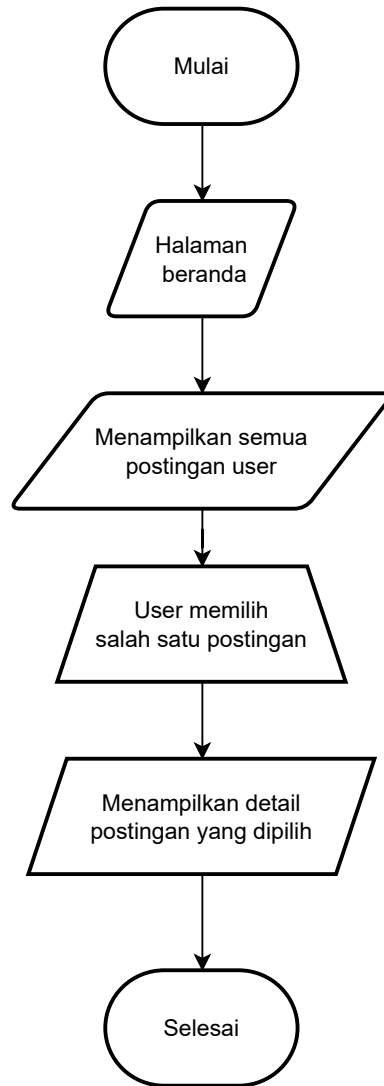 Mulai
Halaman
beranda
Menampilkan semua
postingan user
User memilih
salah satu postingan
Menampilkan detail
postingan yang dipilih
Selesai